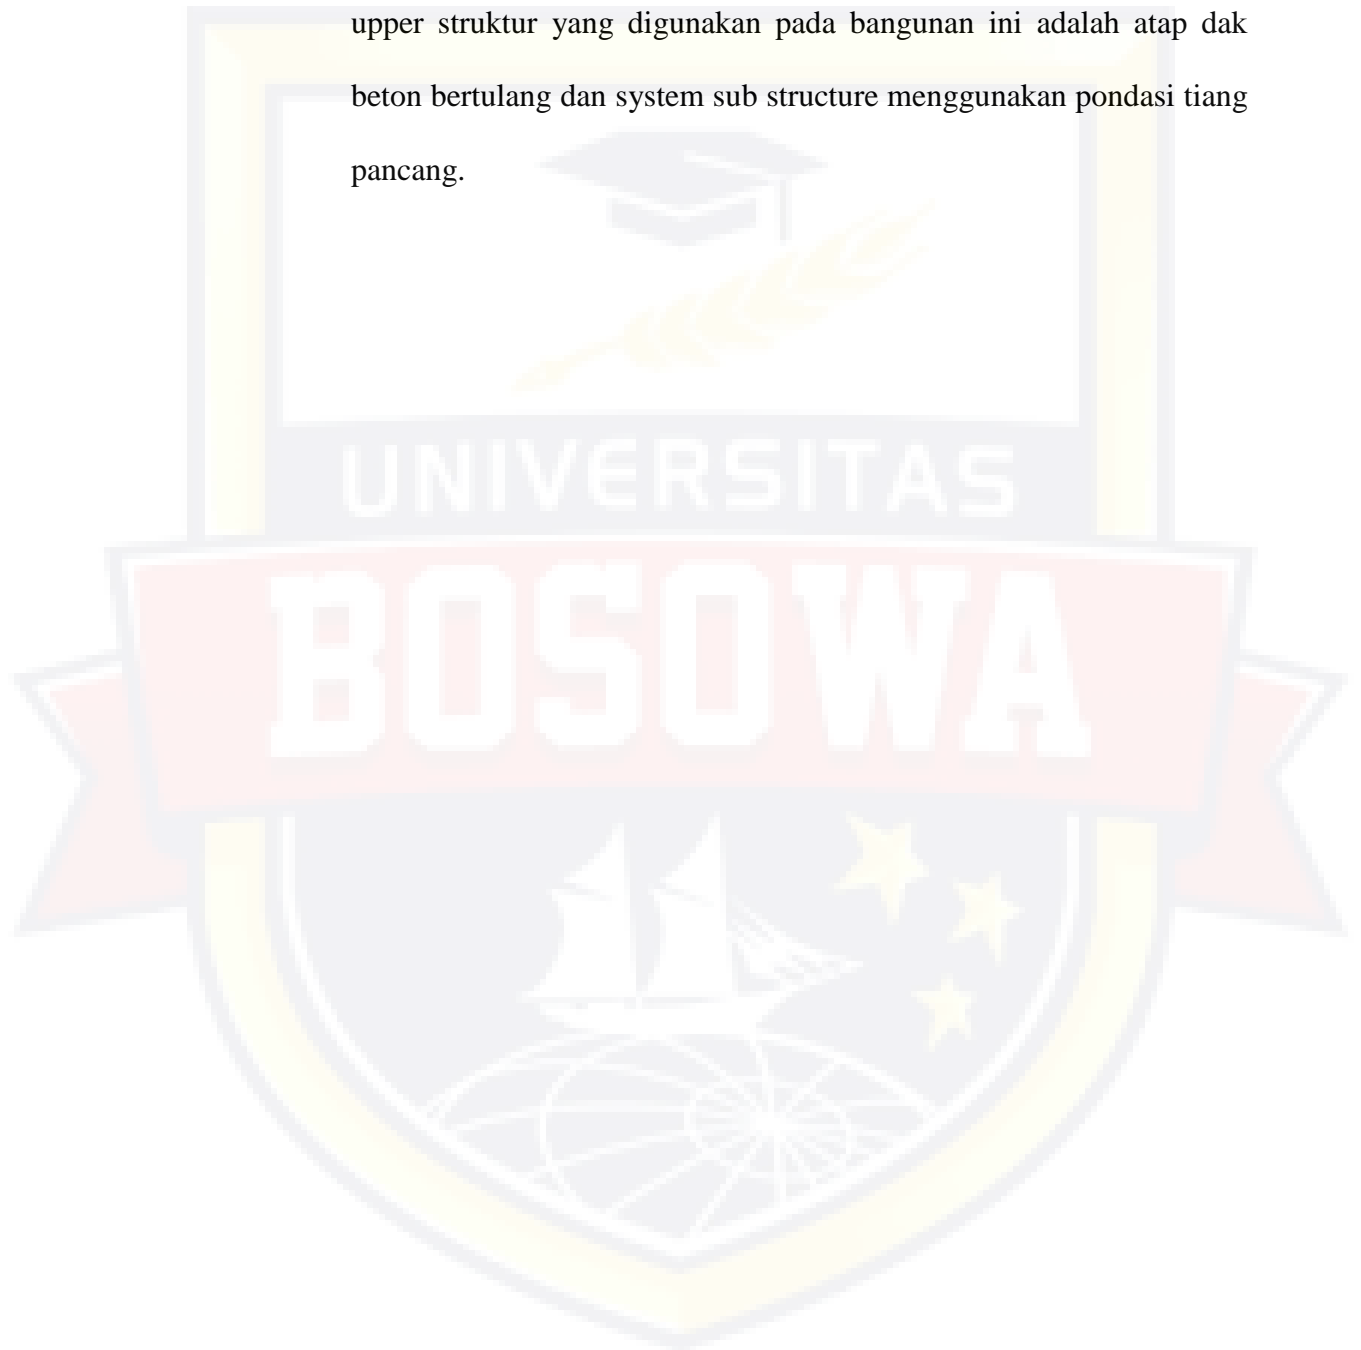 upper struktur yang digunakan pada bangunan ini adalah atap dak
beton bertulang dan system sub structure menggunakan pondasi tiang
pancang.
UNIVERSITAS
BOSOWA